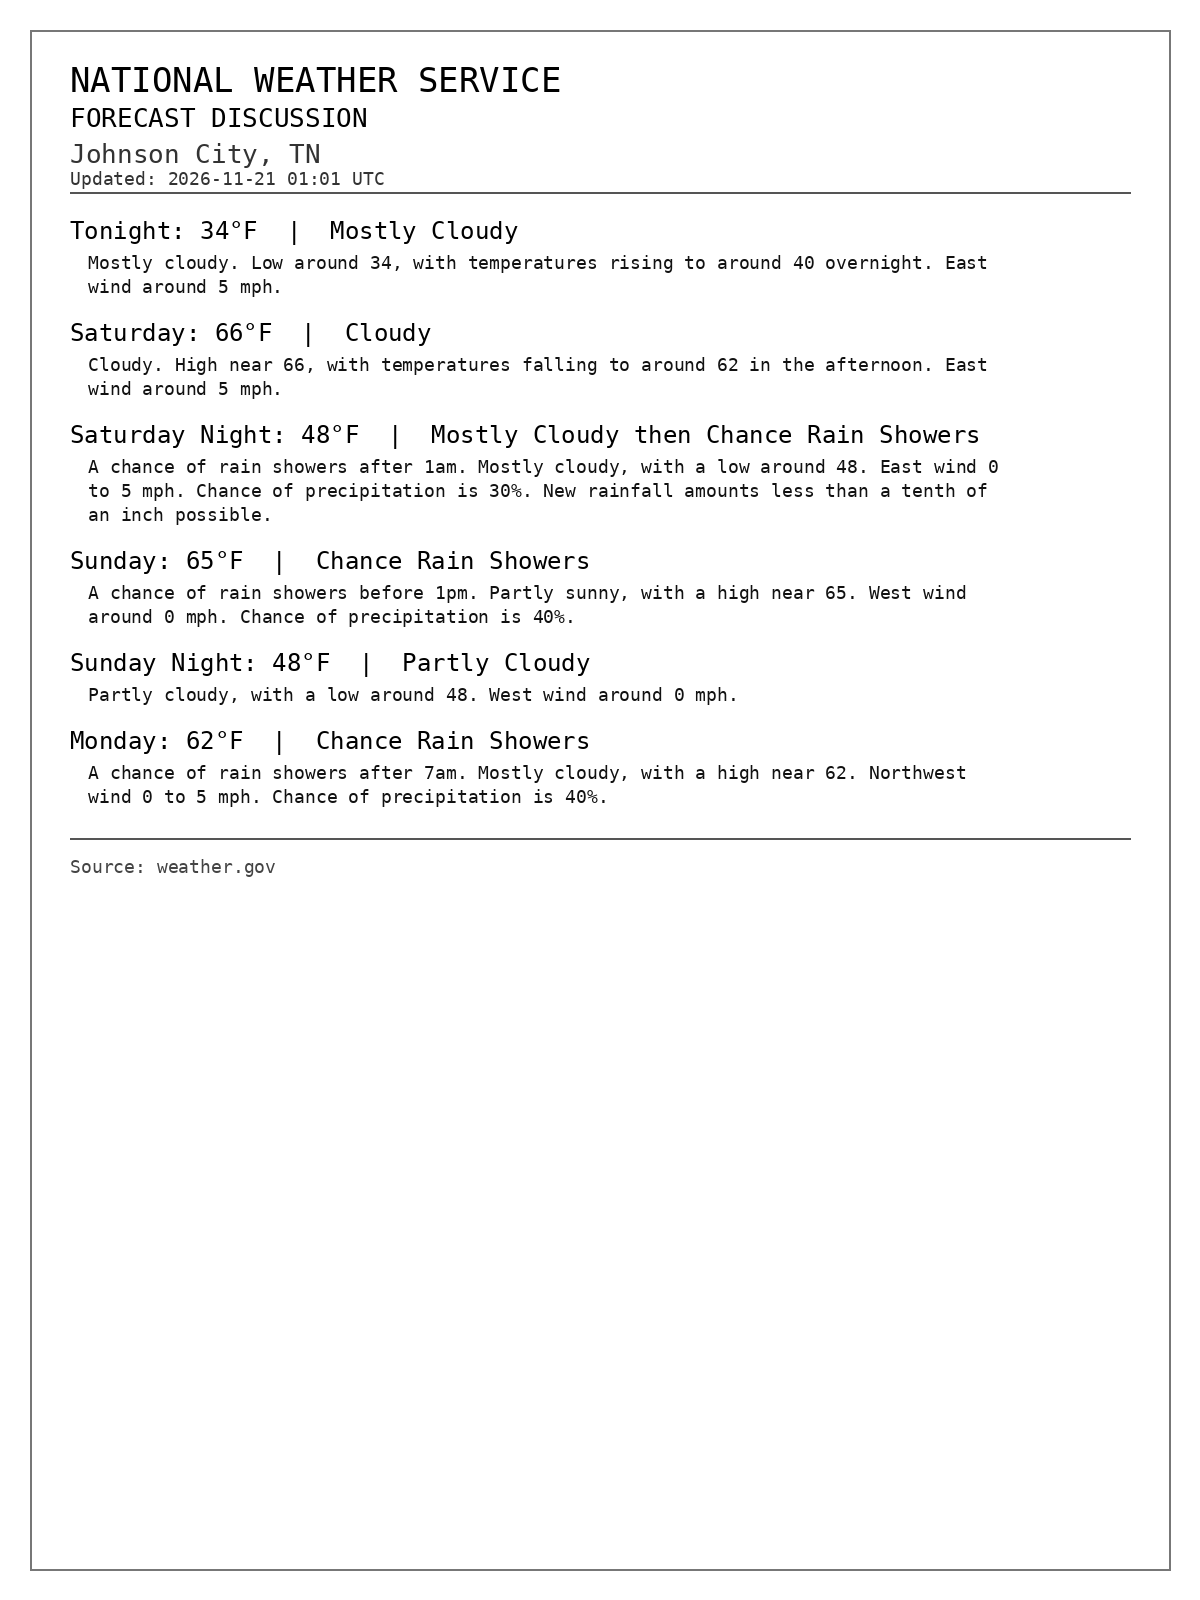 NATIONAL WEATHER SERVICE
FORECAST DISCUSSION
Johnson City, TN
Updated: 2026-11-21 01:01 UTC
Tonight: 34°F  |  Mostly Cloudy
Mostly cloudy. Low around 34, with temperatures rising to around 40 overnight. East
wind around 5 mph.
Saturday: 66°F  |  Cloudy
Cloudy. High near 66, with temperatures falling to around 62 in the afternoon. East
wind around 5 mph.
Saturday Night: 48°F  |  Mostly Cloudy then Chance Rain Showers
A chance of rain showers after 1am. Mostly cloudy, with a low around 48. East wind 0
to 5 mph. Chance of precipitation is 30%. New rainfall amounts less than a tenth of
an inch possible.
Sunday: 65°F  |  Chance Rain Showers
A chance of rain showers before 1pm. Partly sunny, with a high near 65. West wind
around 0 mph. Chance of precipitation is 40%.
Sunday Night: 48°F  |  Partly Cloudy
Partly cloudy, with a low around 48. West wind around 0 mph.
Monday: 62°F  |  Chance Rain Showers
A chance of rain showers after 7am. Mostly cloudy, with a high near 62. Northwest
wind 0 to 5 mph. Chance of precipitation is 40%.
Source: weather.gov